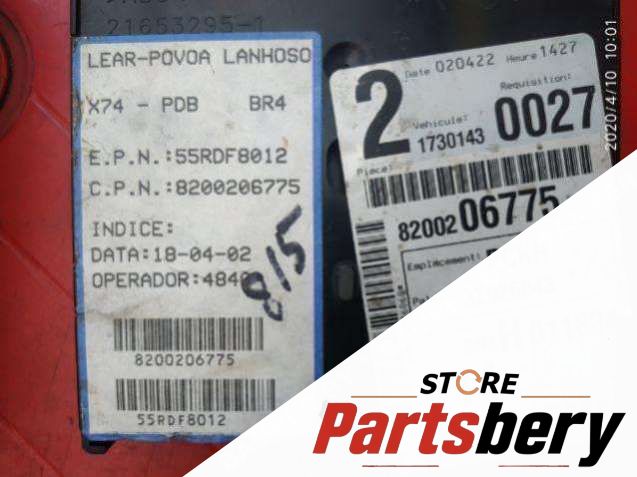 21653295-1
LEAR-POVOA LANHOSO
X74 - PDB BR4
E.P.N.:55RDF8012
C.P.N.:8200206775
INDICE:
DATA:18-04-02
OPERADOR:484
815
8200206775
55RDF8012
2
Date 020422 Heure 1427
Requisition:
Vehicule: 1730143 0027
Piece:
8200206775
Emplacement:
2020/4/10 10:01
STORE
Partsbery